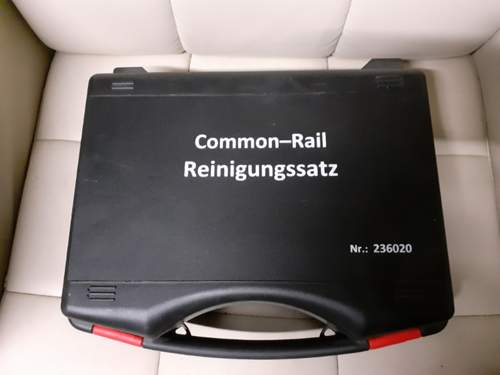 Common–Rail
Reinigungssatz
Nr.: 236020